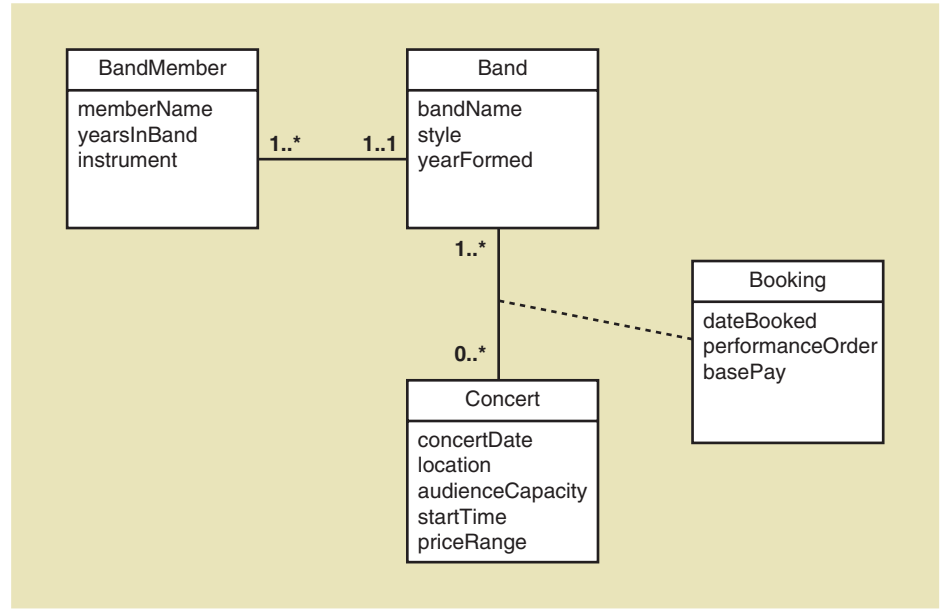 BandMember
memberName
yearsInBand
instrument
1..*
1..1
Band
bandName
style
yearFormed
1..*
0..*
Booking
dateBooked
performanceOrder
basePay
Concert
concertDate
location
audienceCapacity
startTime
priceRange